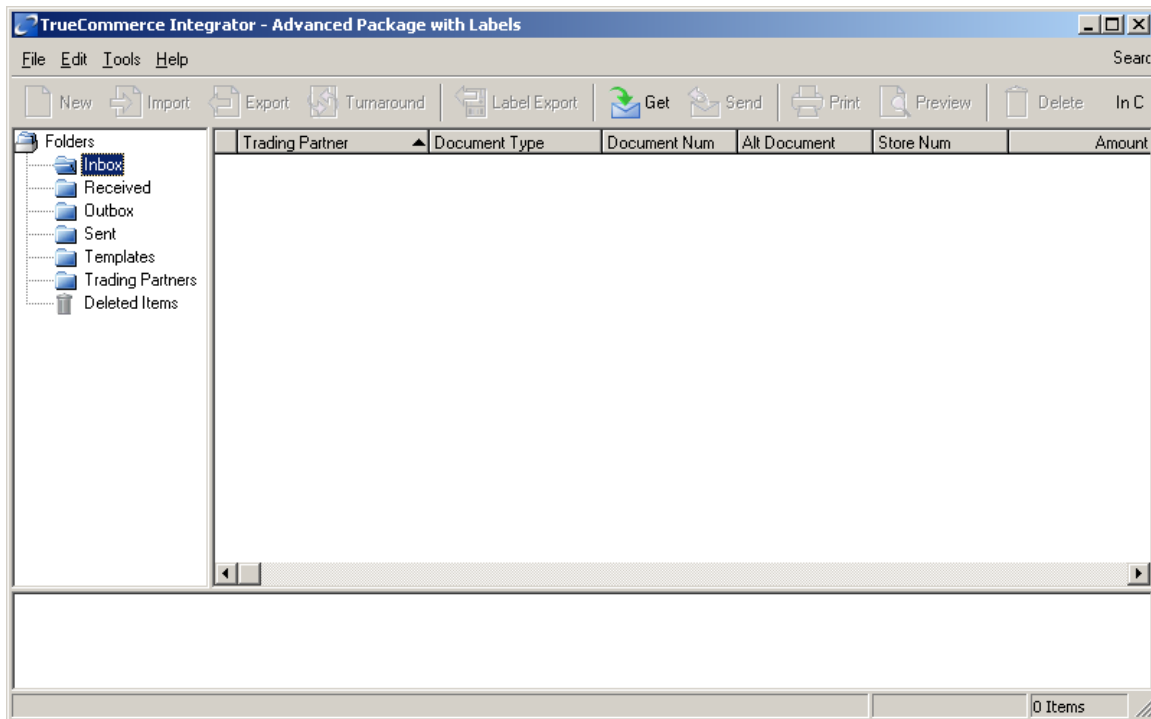 TrueCommerce Integrator - Advanced Package with Labels
File Edit Tools Help Searc
New Import Export Turnaround Label Export Get Send Print Preview Delete In C
Folders
Inbox
Received
Outbox
Sent
Templates
Trading Partners
Deleted Items
Trading Partner Document Type Document Num Alt Document Store Num Amount
0 Items